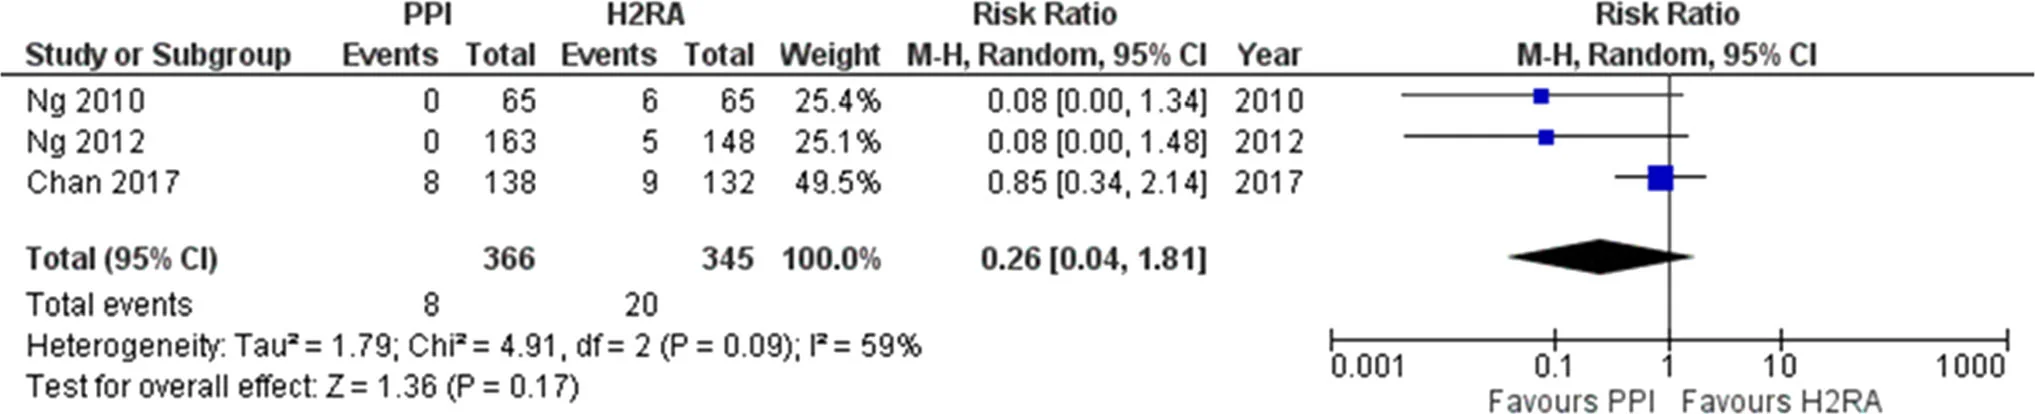 PPI H2RA Risk Ratio Risk Ratio
Study or Subgroup Events Total Events Total Weight M-H, Random, 95% CI Year M-H, Random, 95% CI
Ng 2010 0 65 6 65 25.4% 0.08 [0.00, 1.34] 2010
Ng 2012 0 163 5 148 25.1% 0.08 [0.00, 1.48] 2012
Chan 2017 8 138 9 132 49.5% 0.85 [0.34, 2.14] 2017
Total (95% CI) 366 345 100.0% 0.26 [0.04, 1.81]
Total events 8 20
Heterogeneity: Tau² = 1.79; Chi² = 4.91, df = 2 (P = 0.09); I² = 59%
Test for overall effect: Z = 1.36 (P = 0.17)
0.001 0.1 1 10 1000
Favours PPI Favours H2RA